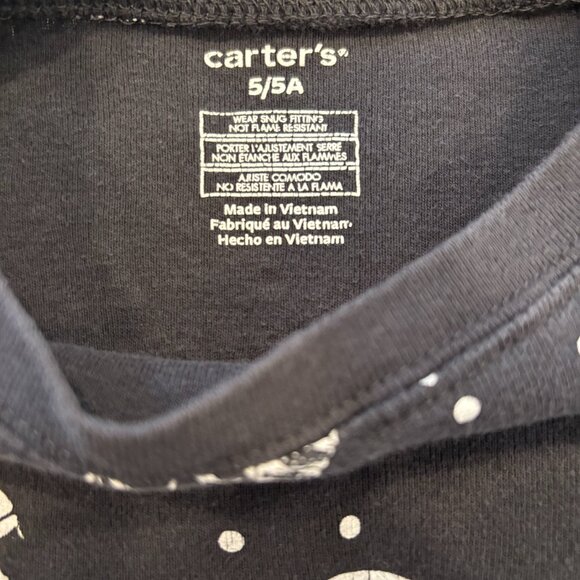 carter's®
5/5A
WEAR SNUG FITTING
NOT FLAME RESISTANT
PORTER L'AJUSTEMENT SERRÉ
NON ÉTANCHE AUX FLAMMES
AJUSTE COMODO
NO RESISTENTE A LA FLAMA
Made in Vietnam
Fabriqué au Vietnam
Hecho en Vietnam